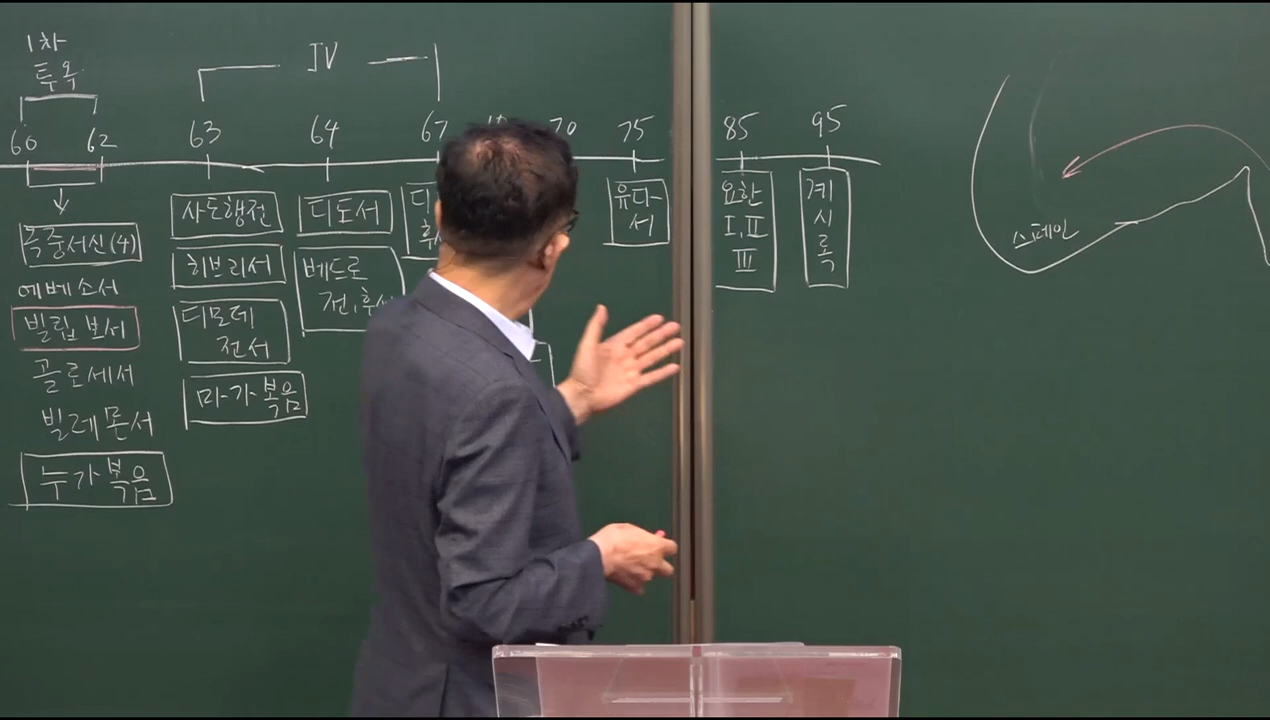 1차
투옥
IV
60 62 63 64 67 70 75 85 95
옥중서신(4)
에베소서
빌립보서
골로새서
빌레몬서
누가복음
사도행전
히브리서
디모데
전서
마가복음
디도서
베드로
전,후서
디
후서
유다
서
요한
I, II
III
계
시
록
스페인